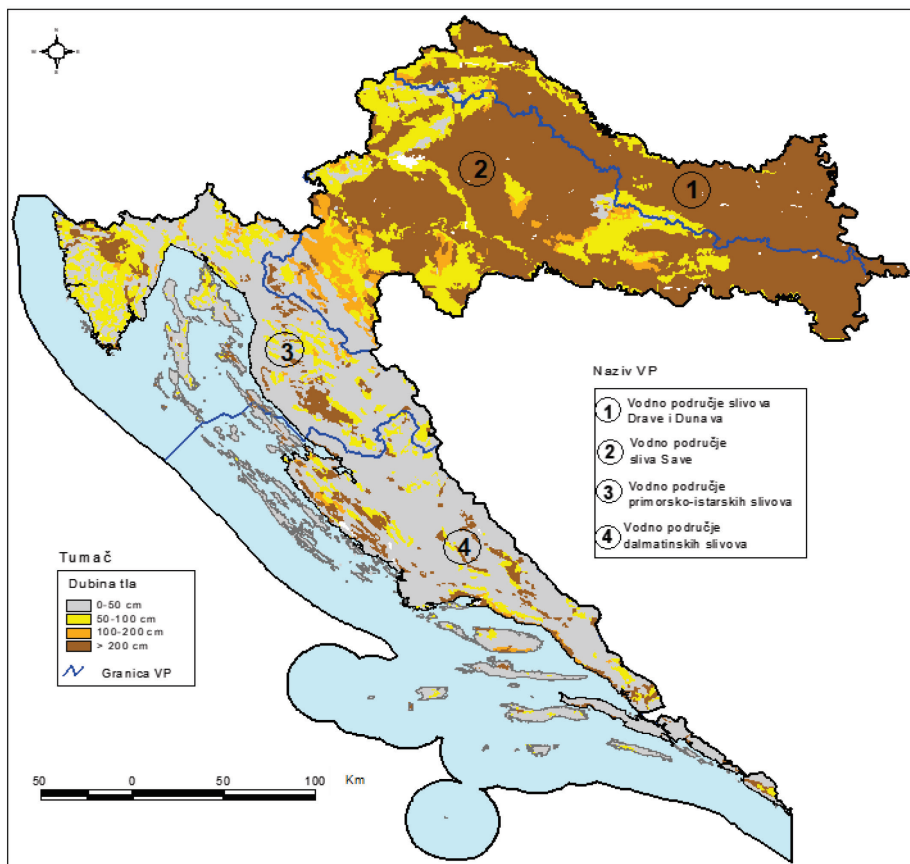 1
2
3
4
Naziv VP
1 Vodno područje slivova
Drave i Dunava
2 Vodno područje
sliva Save
3 Vodno područje
primorsko-istarskih slivova
4 Vodno područje
dalmatinskih slivova
Tumač
Dubina tla
0-50 cm
50-100 cm
100-200 cm
> 200 cm
Granica VP
50 0 50 100 Km